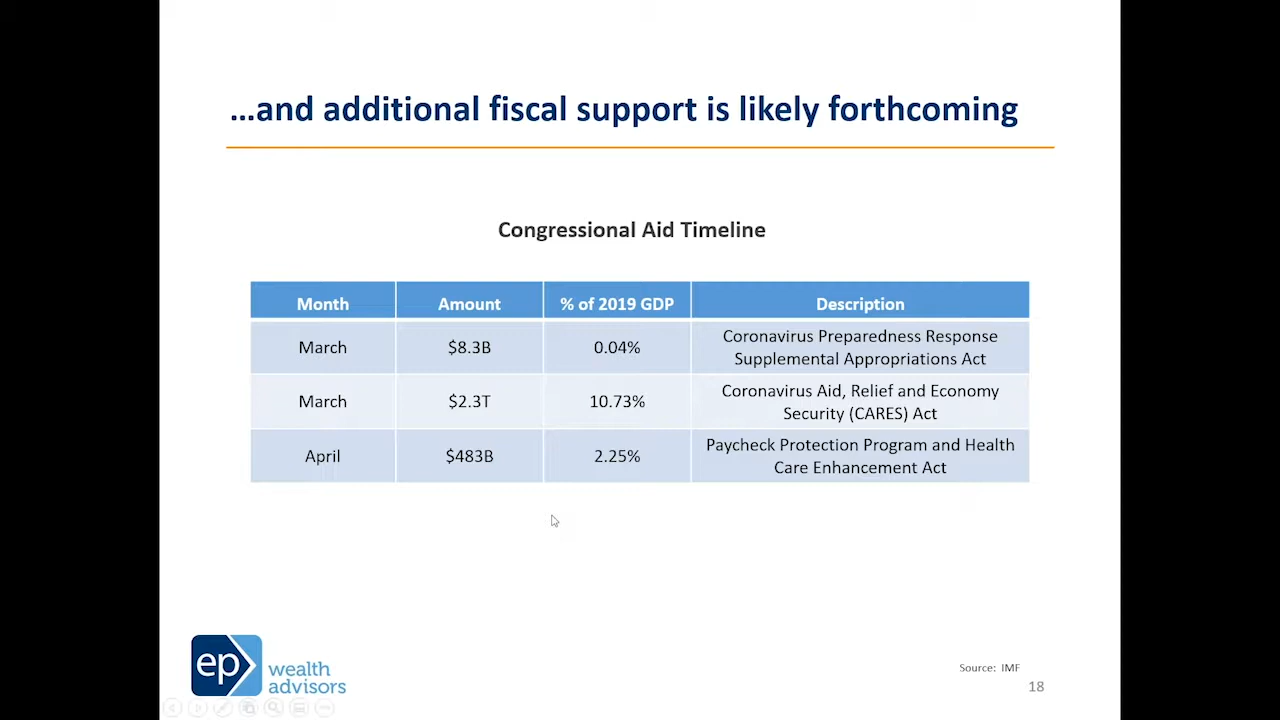 ...and additional fiscal support is likely forthcoming
Congressional Aid Timeline
Month Amount % of 2019 GDP Description
March $8.3B 0.04% Coronavirus Preparedness Response
Supplemental Appropriations Act
March $2.3T 10.73% Coronavirus Aid, Relief and Economy
Security (CARES) Act
April $483B 2.25% Paycheck Protection Program and Health
Care Enhancement Act
ep wealth
advisors
Source: IMF
18